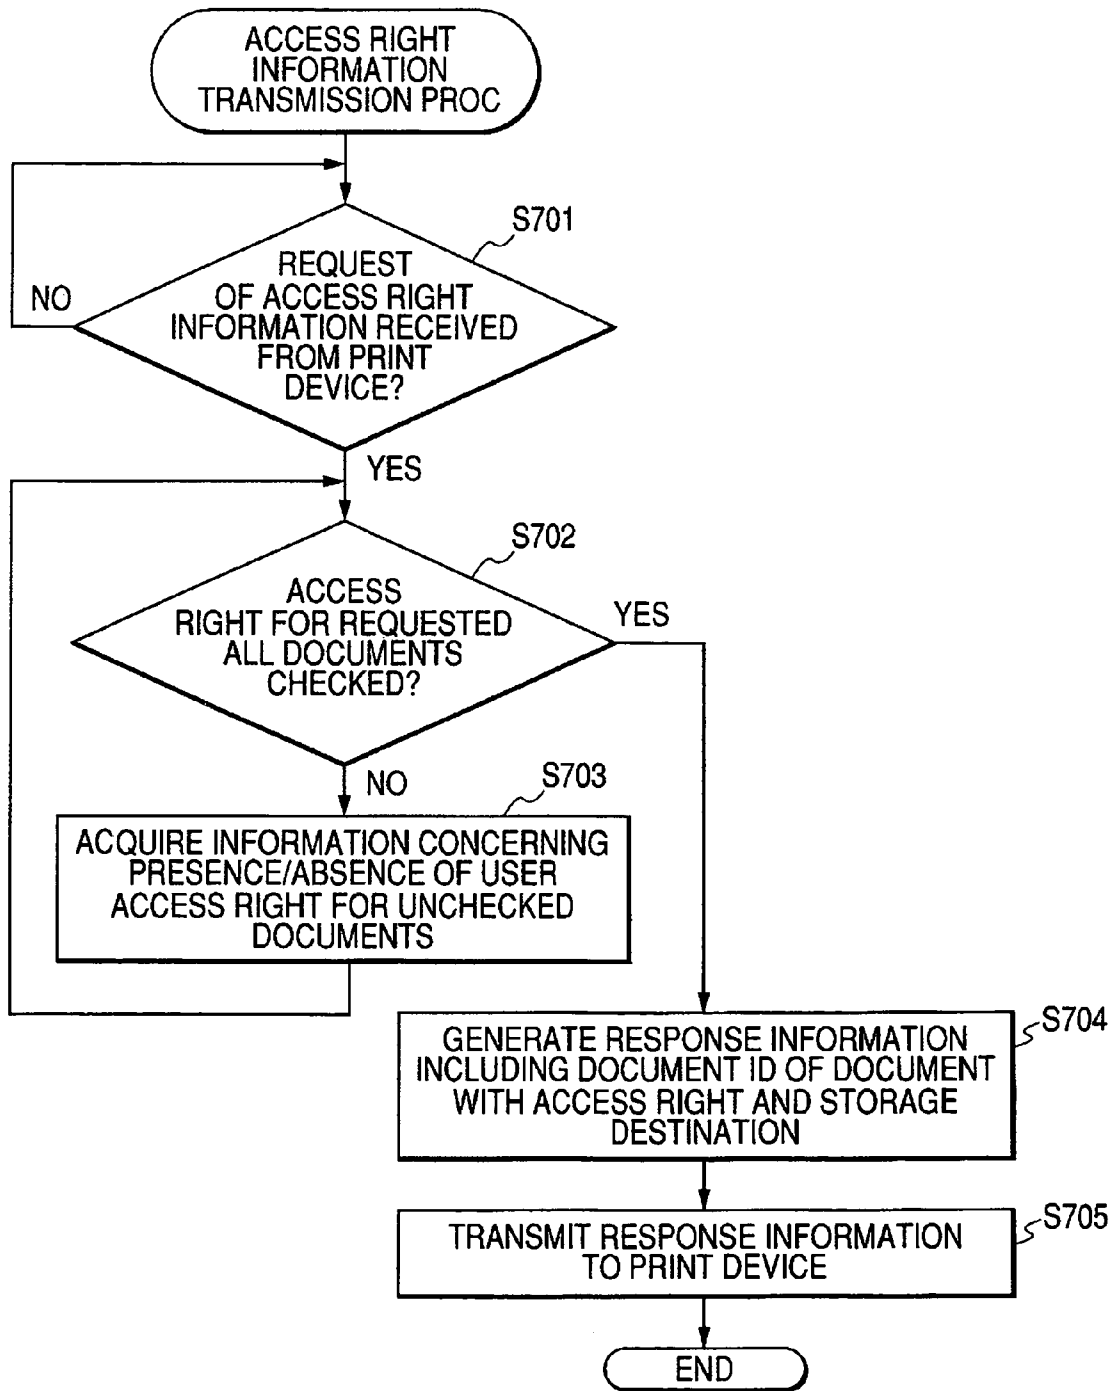 ACCESS RIGHT
INFORMATION
TRANSMISSION PROC
S701
REQUEST
OF ACCESS RIGHT
INFORMATION RECEIVED
FROM PRINT
DEVICE?
NO
YES
S702
ACCESS
RIGHT FOR REQUESTED
ALL DOCUMENTS
CHECKED?
YES
NO
S703
ACQUIRE INFORMATION CONCERNING
PRESENCE/ABSENCE OF USER
ACCESS RIGHT FOR UNCHECKED
DOCUMENTS
S704
GENERATE RESPONSE INFORMATION
INCLUDING DOCUMENT ID OF DOCUMENT
WITH ACCESS RIGHT AND STORAGE
DESTINATION
S705
TRANSMIT RESPONSE INFORMATION
TO PRINT DEVICE
END